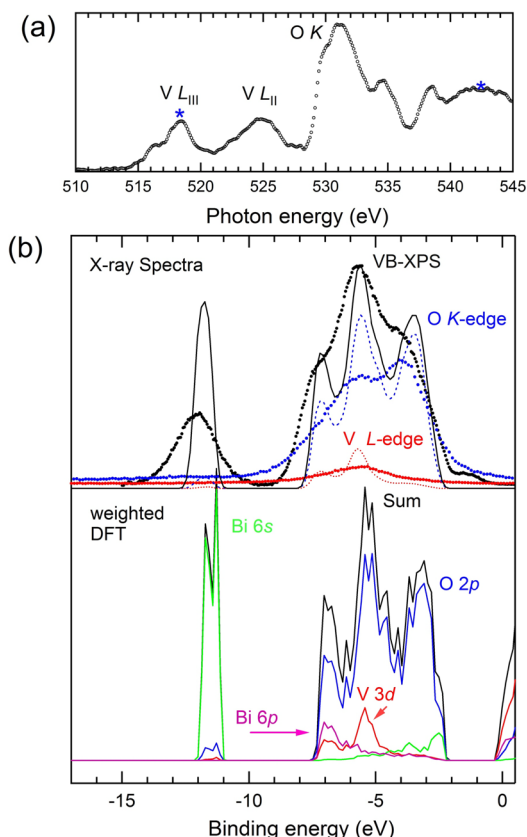 (a)
O K
V L_III
V L_II
*
*
510 515 520 525 530 535 540 545
Photon energy (eV)
(b)
X-ray Spectra
VB-XPS
O K-edge
V L-edge
weighted
DFT
Bi 6s
Sum
O 2p
V 3d
Bi 6p
-15 -10 -5 0
Binding energy (eV)